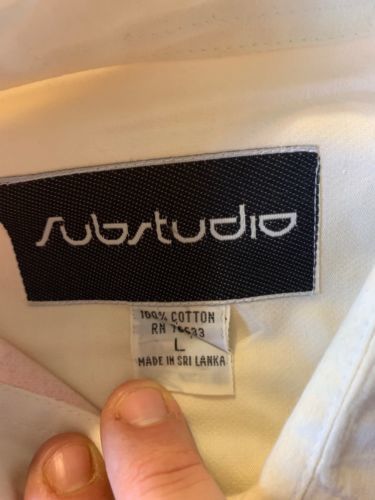 substudio
100% COTTON
RN
L
MADE IN SRI LANKA